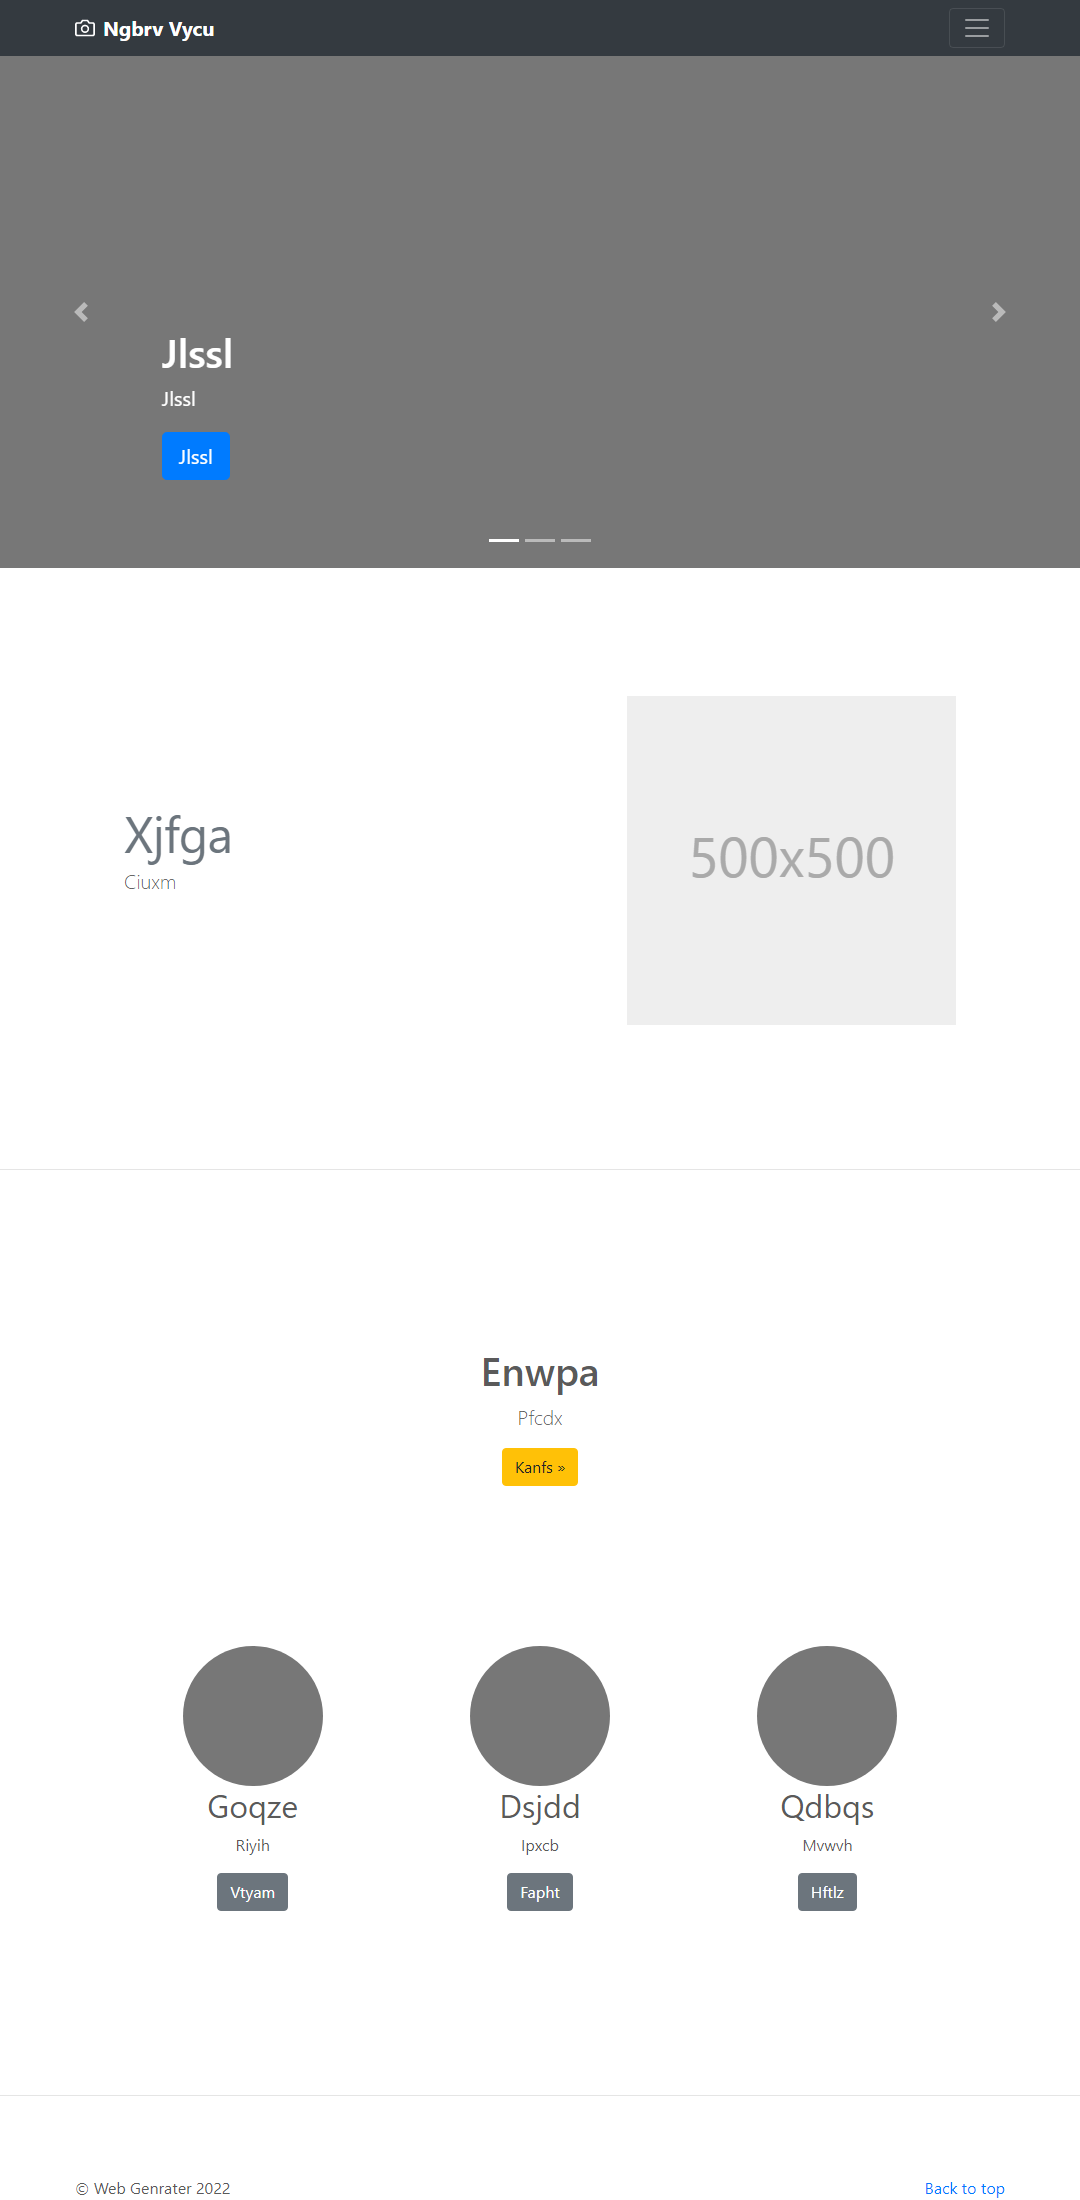 Ngbrv Vycu
Jlssl
Jlssl
Jlssl
Xjfga
Ciuxm
500x500
Enwpa
Pfcdx
Kanfs »
Goqze
Riyih
Vtyam
Dsjdd
Ipxcb
Fapht
Qdbqs
Mvwvh
Hftlz
© Web Genrater 2022
Back to top